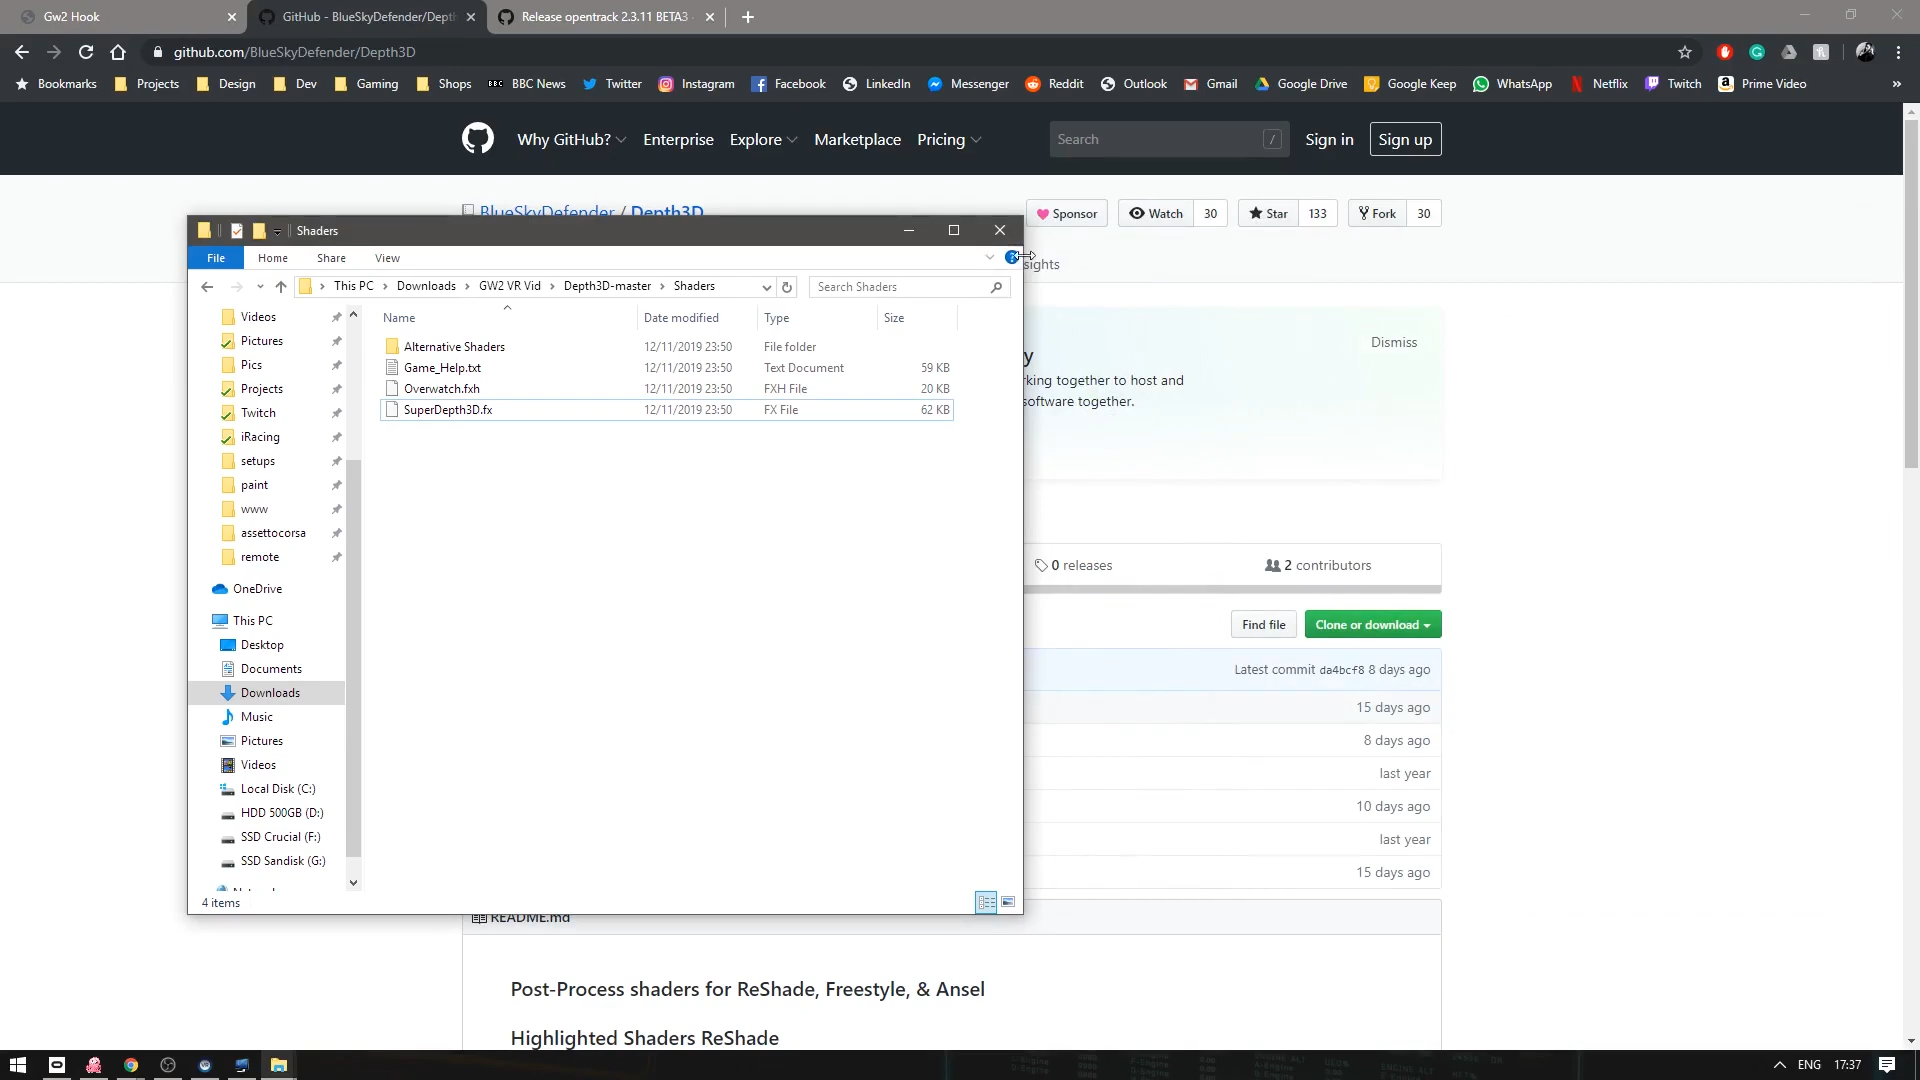 Gw2 Hook
GitHub - BlueSkyDefender/Depth
Release opentrack 2.3.11 BETA3
github.com/BlueSkyDefender/Depth3D
Bookmarks
Projects
Design
Dev
Gaming
Shops
BBC BBC News
Twitter
Instagram
Facebook
LinkedIn
Messenger
Reddit
Outlook
Gmail
Google Drive
Google Keep
WhatsApp
Netflix
Twitch
Prime Video
»
Why GitHub?
Enterprise
Explore
Marketplace
Pricing
Search /
Sign in
Sign up
BlueSkyDefender / Depth3D
Sponsor
Watch 30
Star 133
Fork 30
sights
Shaders
File
Home
Share
View
This PC > Downloads > GW2 VR Vid > Depth3D-master > Shaders
Search Shaders
Name Date modified Type Size
Alternative Shaders 12/11/2019 23:50 File folder
Game_Help.txt 12/11/2019 23:50 Text Document 59 KB
Overwatch.fxh 12/11/2019 23:50 FXH File 20 KB
SuperDepth3D.fx 12/11/2019 23:50 FX File 62 KB
Videos
Pictures
Pics
Projects
Twitch
iRacing
setups
paint
www
assettocorsa
remote
OneDrive
This PC
Desktop
Documents
Downloads
Music
Pictures
Videos
Local Disk (C:)
HDD 500GB (D:)
SSD Crucial (F:)
SSD Sandisk (G:)
4 items
Dismiss
y
rking together to host and
software together.
0 releases
2 contributors
Find file
Clone or download
Latest commit da4bcf8 8 days ago
15 days ago
8 days ago
last year
10 days ago
last year
15 days ago
README.md
Post-Process shaders for ReShade, Freestyle, & Ansel
Highlighted Shaders ReShade
ENG
17:37